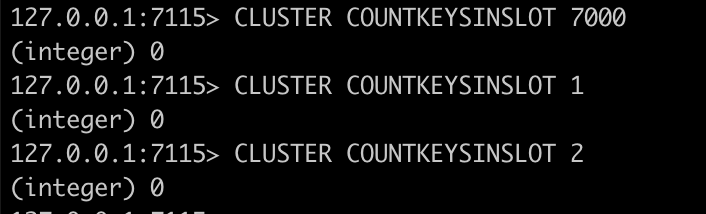 127.0.0.1:7115> CLUSTER COUNTKEYSINSLOT 7000
(integer) 0
127.0.0.1:7115> CLUSTER COUNTKEYSINSLOT 1
(integer) 0
127.0.0.1:7115> CLUSTER COUNTKEYSINSLOT 2
(integer) 0